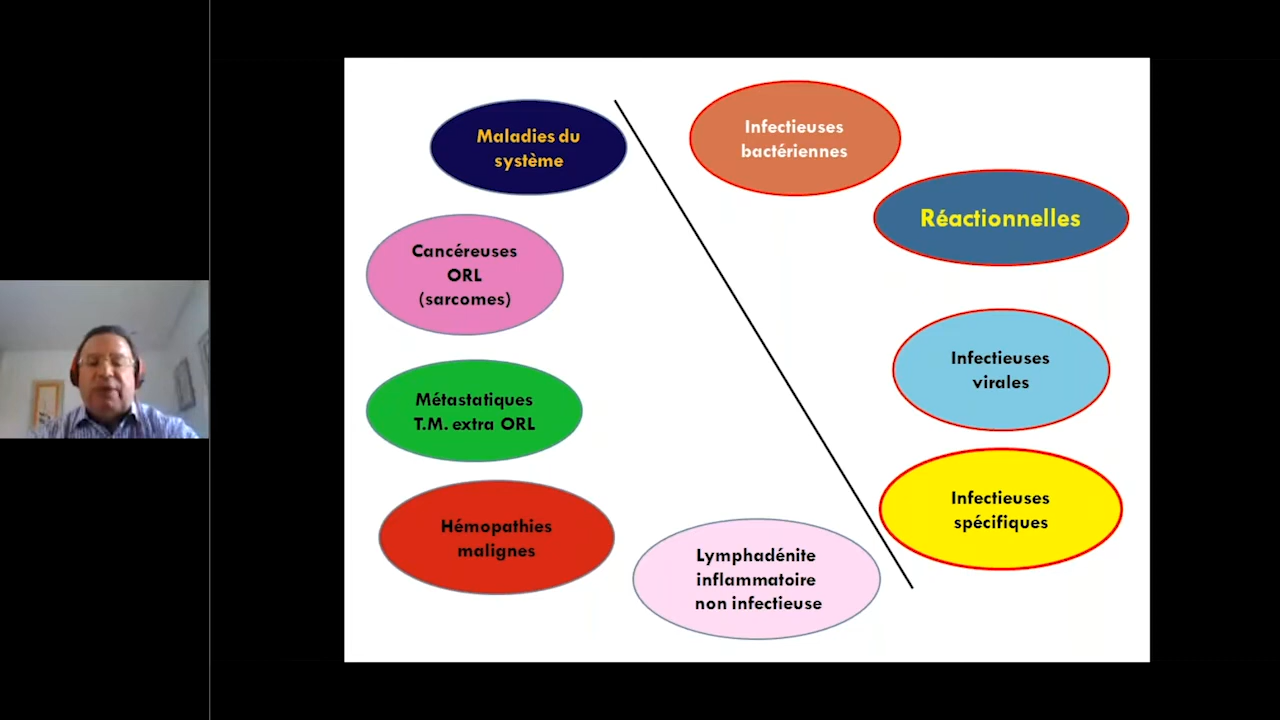 Maladies du
système
Infectieuses
bactériennes
Réactionnelles
Cancéreuses
ORL
(sarcomes)
Infectieuses
virales
Métastatiques
T.M. extra ORL
Infectieuses
spécifiques
Hémopathies
malignes
Lymphadénite
inflammatoire
non infectieuse